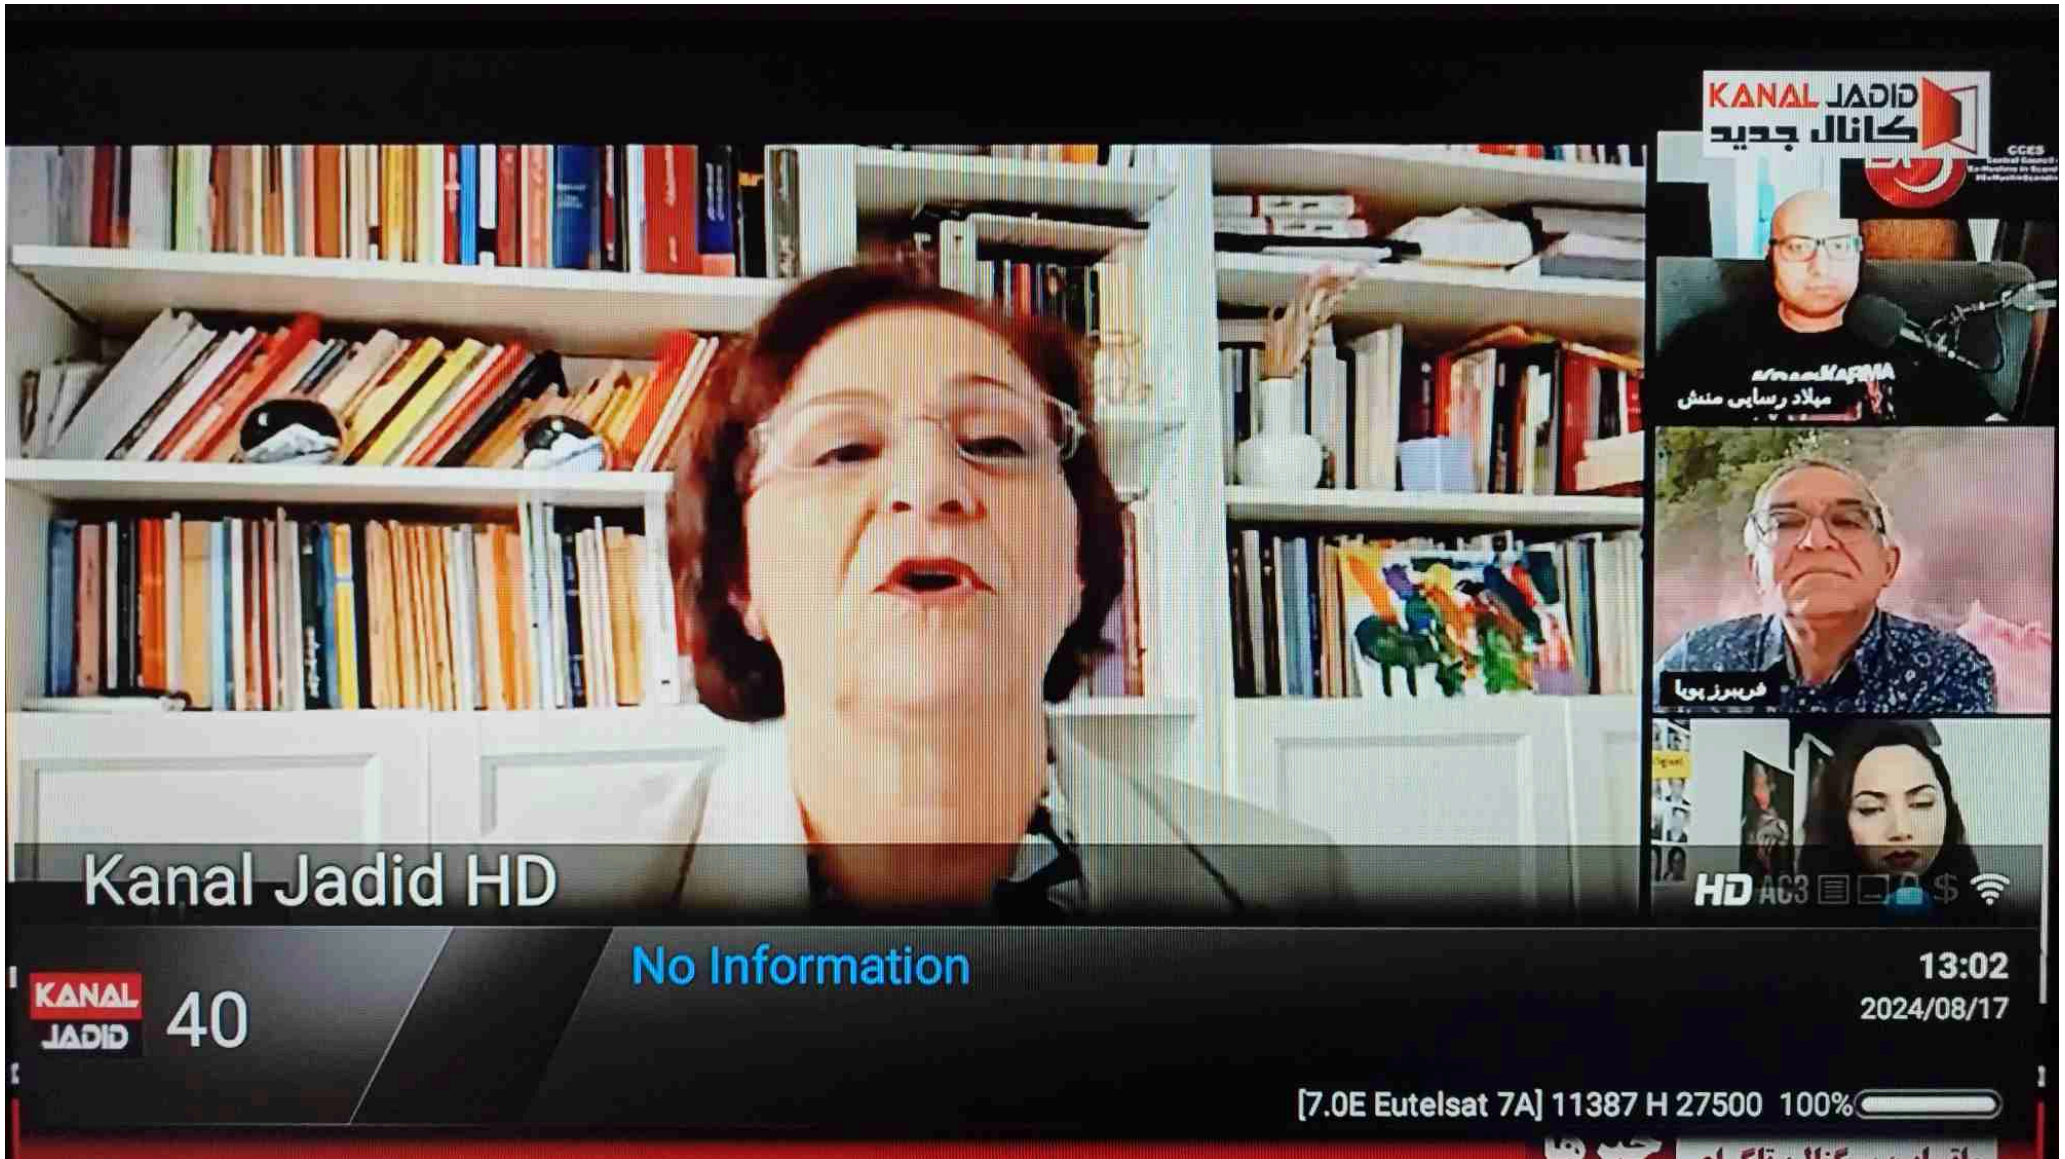 KANAL JADID
کانال جدید
CCES
میلاد رسایی منش
فریبرز پویا
Kanal Jadid HD
HD AC3
No Information
KANAL
JADID
40
13:02
2024/08/17
[7.0E Eutelsat 7A] 11387 H 27500 100%